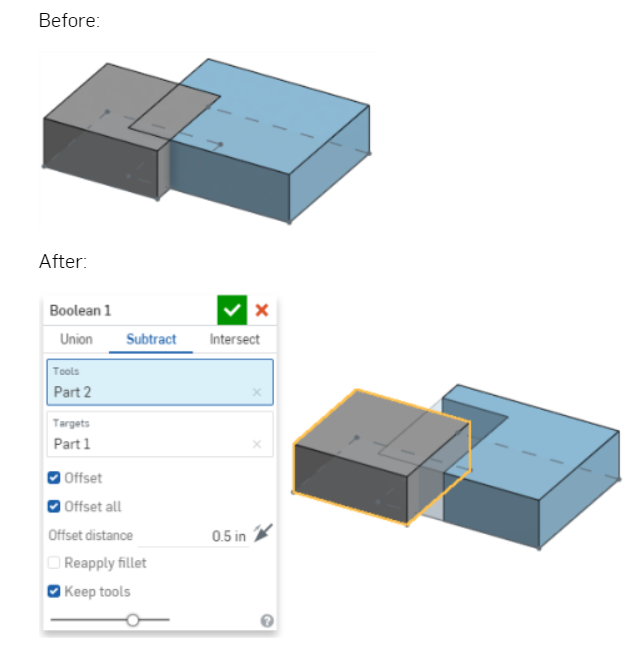 Before:
After:
Boolean 1
Union Subtract Intersect
Tools
Part 2
Targets
Part 1
Offset
Offset all
Offset distance 0.5 in
Reapply fillet
Keep tools
?